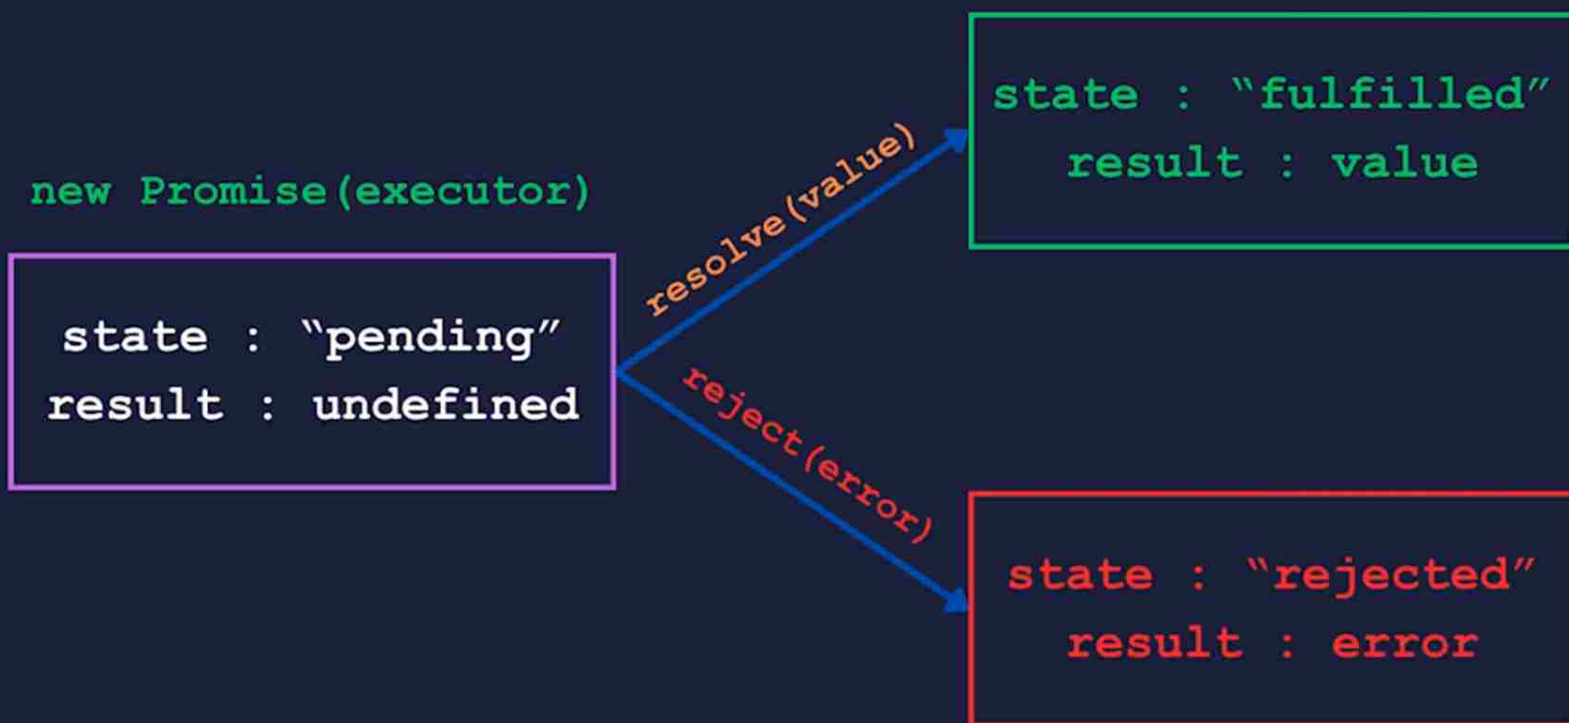 new Promise(executor)
state : “pending”
result : undefined
resolve(value)
reject(error)
state : “fulfilled”
result : value
state : “rejected”
result : error